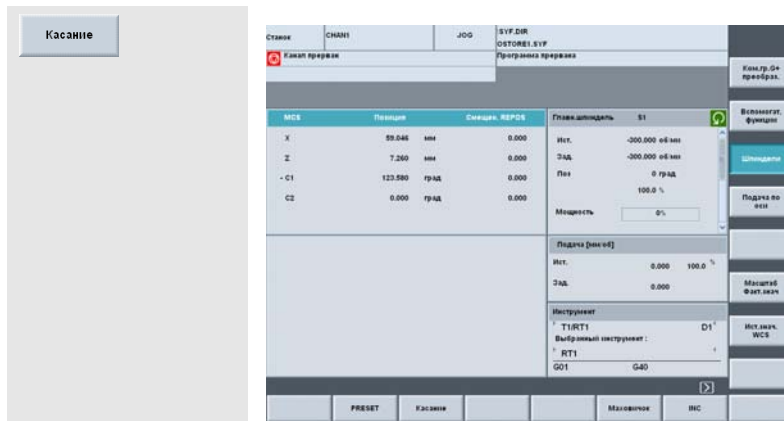 Касание
Станок CHAN1 JOG SYF.DIR
OSTORE1.SYF
Канал прерван Программа прервана
MCS Позиция Смещен. REPOS
X 59.046 мм 0.000
Z 7.260 мм 0.000
- C1 123.580 град 0.000
C2 0.000 град 0.000
Главн.шпиндель S1
Ист. -300.000 об/мин
Зад. -300.000 об/мин
Поз 0 град
100.0 %
Мощность 0%
Подача [мм/об]
Ист. 0.000 100.0 %
Зад. 0.000
Инструмент
T1/RT1 D1
Выбранный инструмент :
RT1
G01 G40
Ком.гр.G+
преобраз.
Вспомогат.
функции
Шпиндели
Подача по
оси
Масштаб
Факт.знач
Ист.знач.
WCS
PRESET Касание Маховичок INC